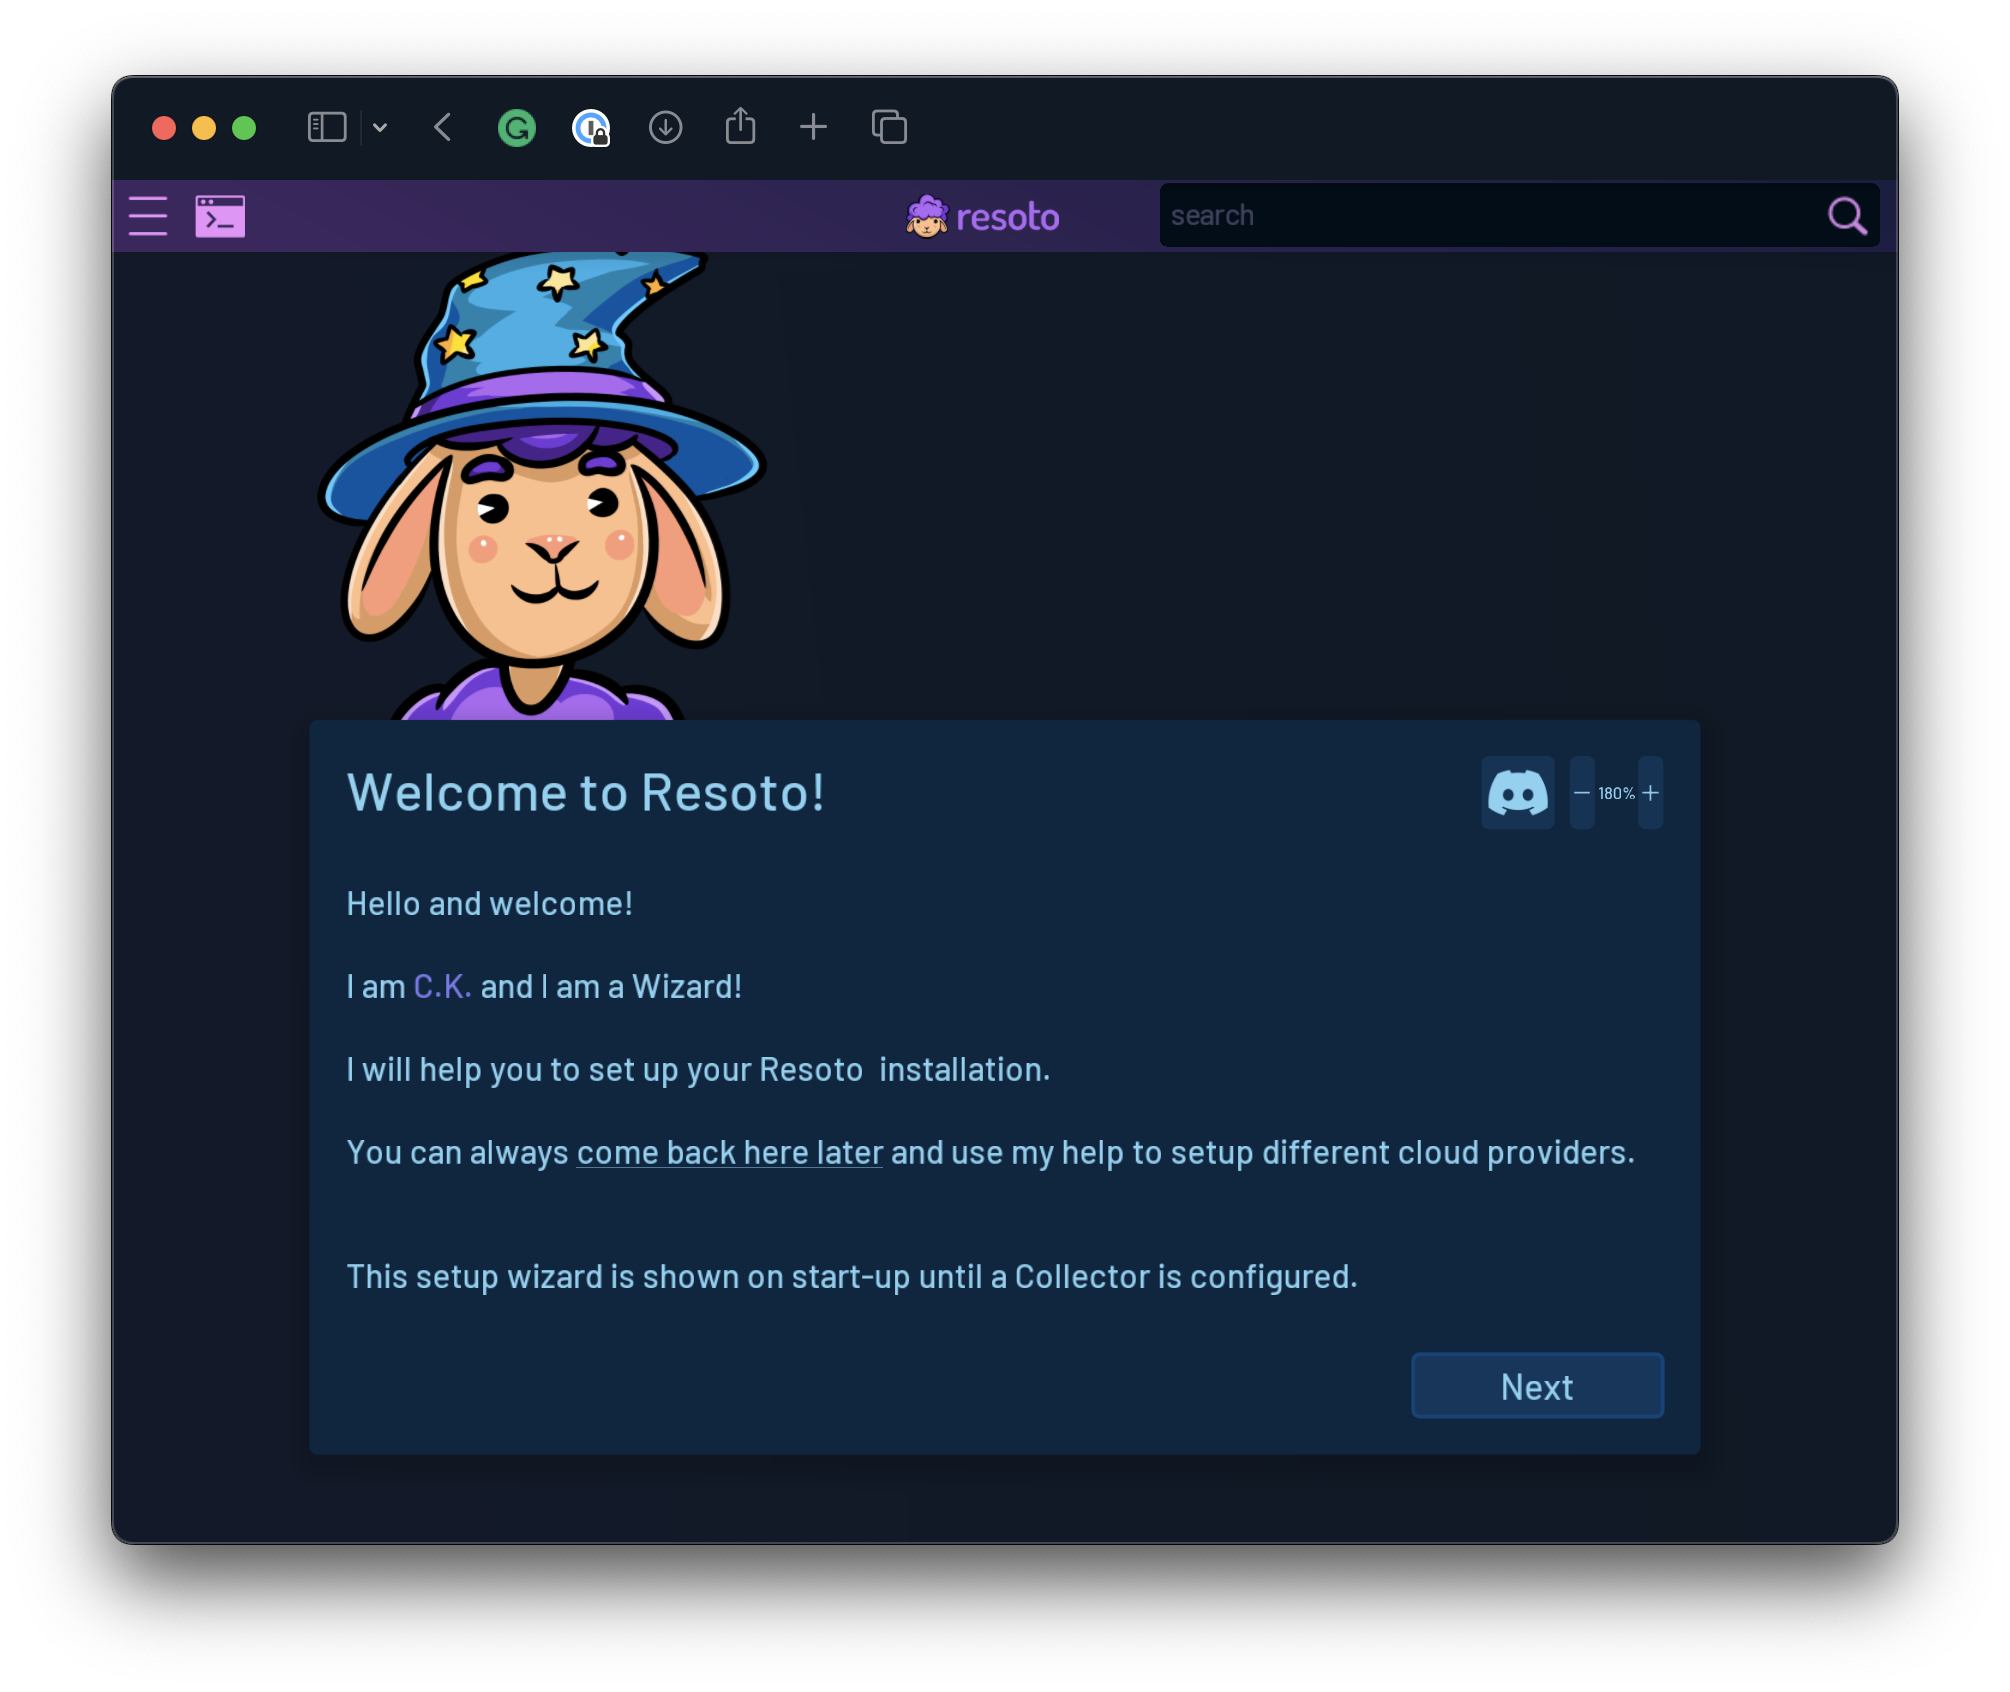 resoto
search
Welcome to Resoto!
180%
Hello and welcome!
I am C.K. and I am a Wizard!
I will help you to set up your Resoto installation.
You can always come back here later and use my help to setup different cloud providers.
This setup wizard is shown on start-up until a Collector is configured.
Next